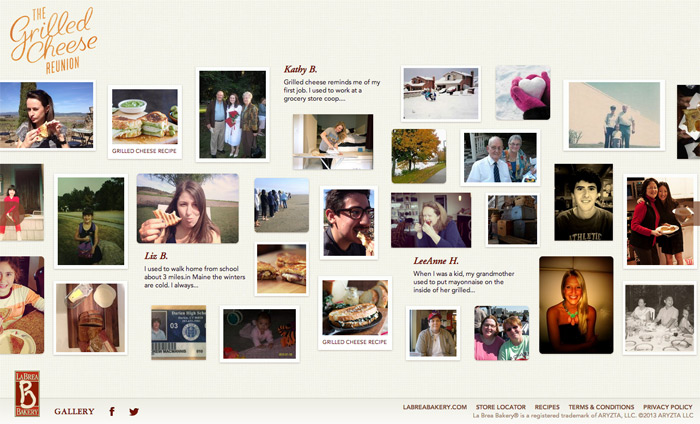 THE
Grilled
Cheese
REUNION
Kathy B.
Grilled cheese reminds me of my
first job. I used to work at a
grocery store coop....
GRILLED CHEESE RECIPE
Liz B.
I used to walk home from school
about 3 miles.in Maine the winters
are cold. I always...
LeeAnne H.
When I was a kid, my grandmother
used to put mayonnaise on the
inside of her grilled...
ATHLETIC
03
GRILLED CHEESE RECIPE
LA BREA
B
BAKERY
GALLERY
LABREABAKERY.COM STORE LOCATOR RECIPES TERMS & CONDITIONS PRIVACY POLICY
La Brea Bakery® is a registered trademark of ARYZTA, LLC. ©2013 ARYZTA LLC